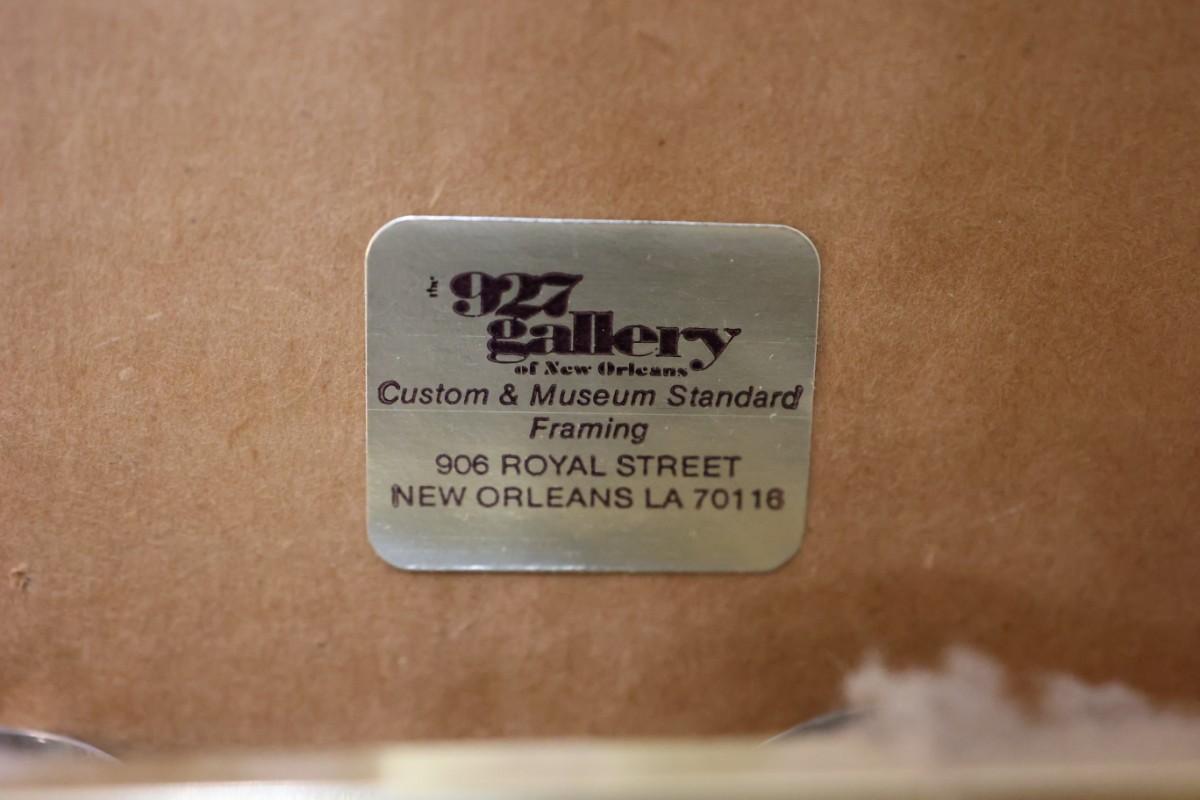 the 927
gallery
of New Orleans
Custom & Museum Standard
Framing
906 ROYAL STREET
NEW ORLEANS LA 70116